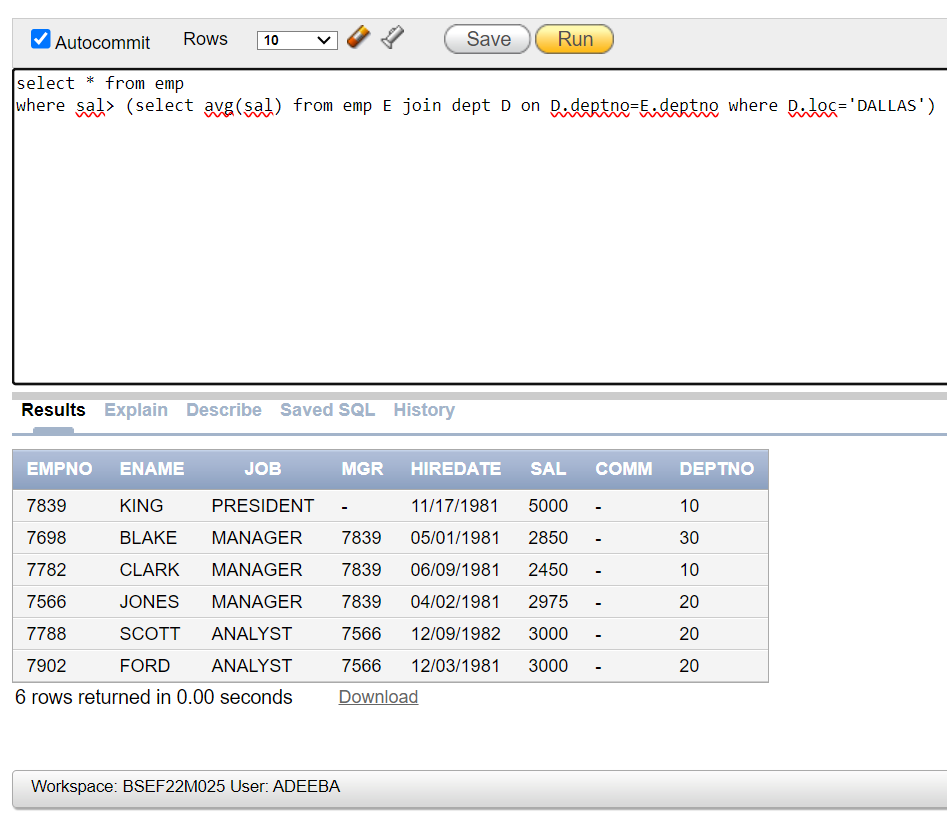 Autocommit Rows 10 Save Run
select * from emp
where sal> (select avg(sal) from emp E join dept D on D.deptno=E.deptno where D.loc='DALLAS')
Results Explain Describe Saved SQL History
EMPNO ENAME JOB MGR HIREDATE SAL COMM DEPTNO
7839 KING PRESIDENT - 11/17/1981 5000 - 10
7698 BLAKE MANAGER 7839 05/01/1981 2850 - 30
7782 CLARK MANAGER 7839 06/09/1981 2450 - 10
7566 JONES MANAGER 7839 04/02/1981 2975 - 20
7788 SCOTT ANALYST 7566 12/09/1982 3000 - 20
7902 FORD ANALYST 7566 12/03/1981 3000 - 20
6 rows returned in 0.00 seconds Download
Workspace: BSEF22M025 User: ADEEBA